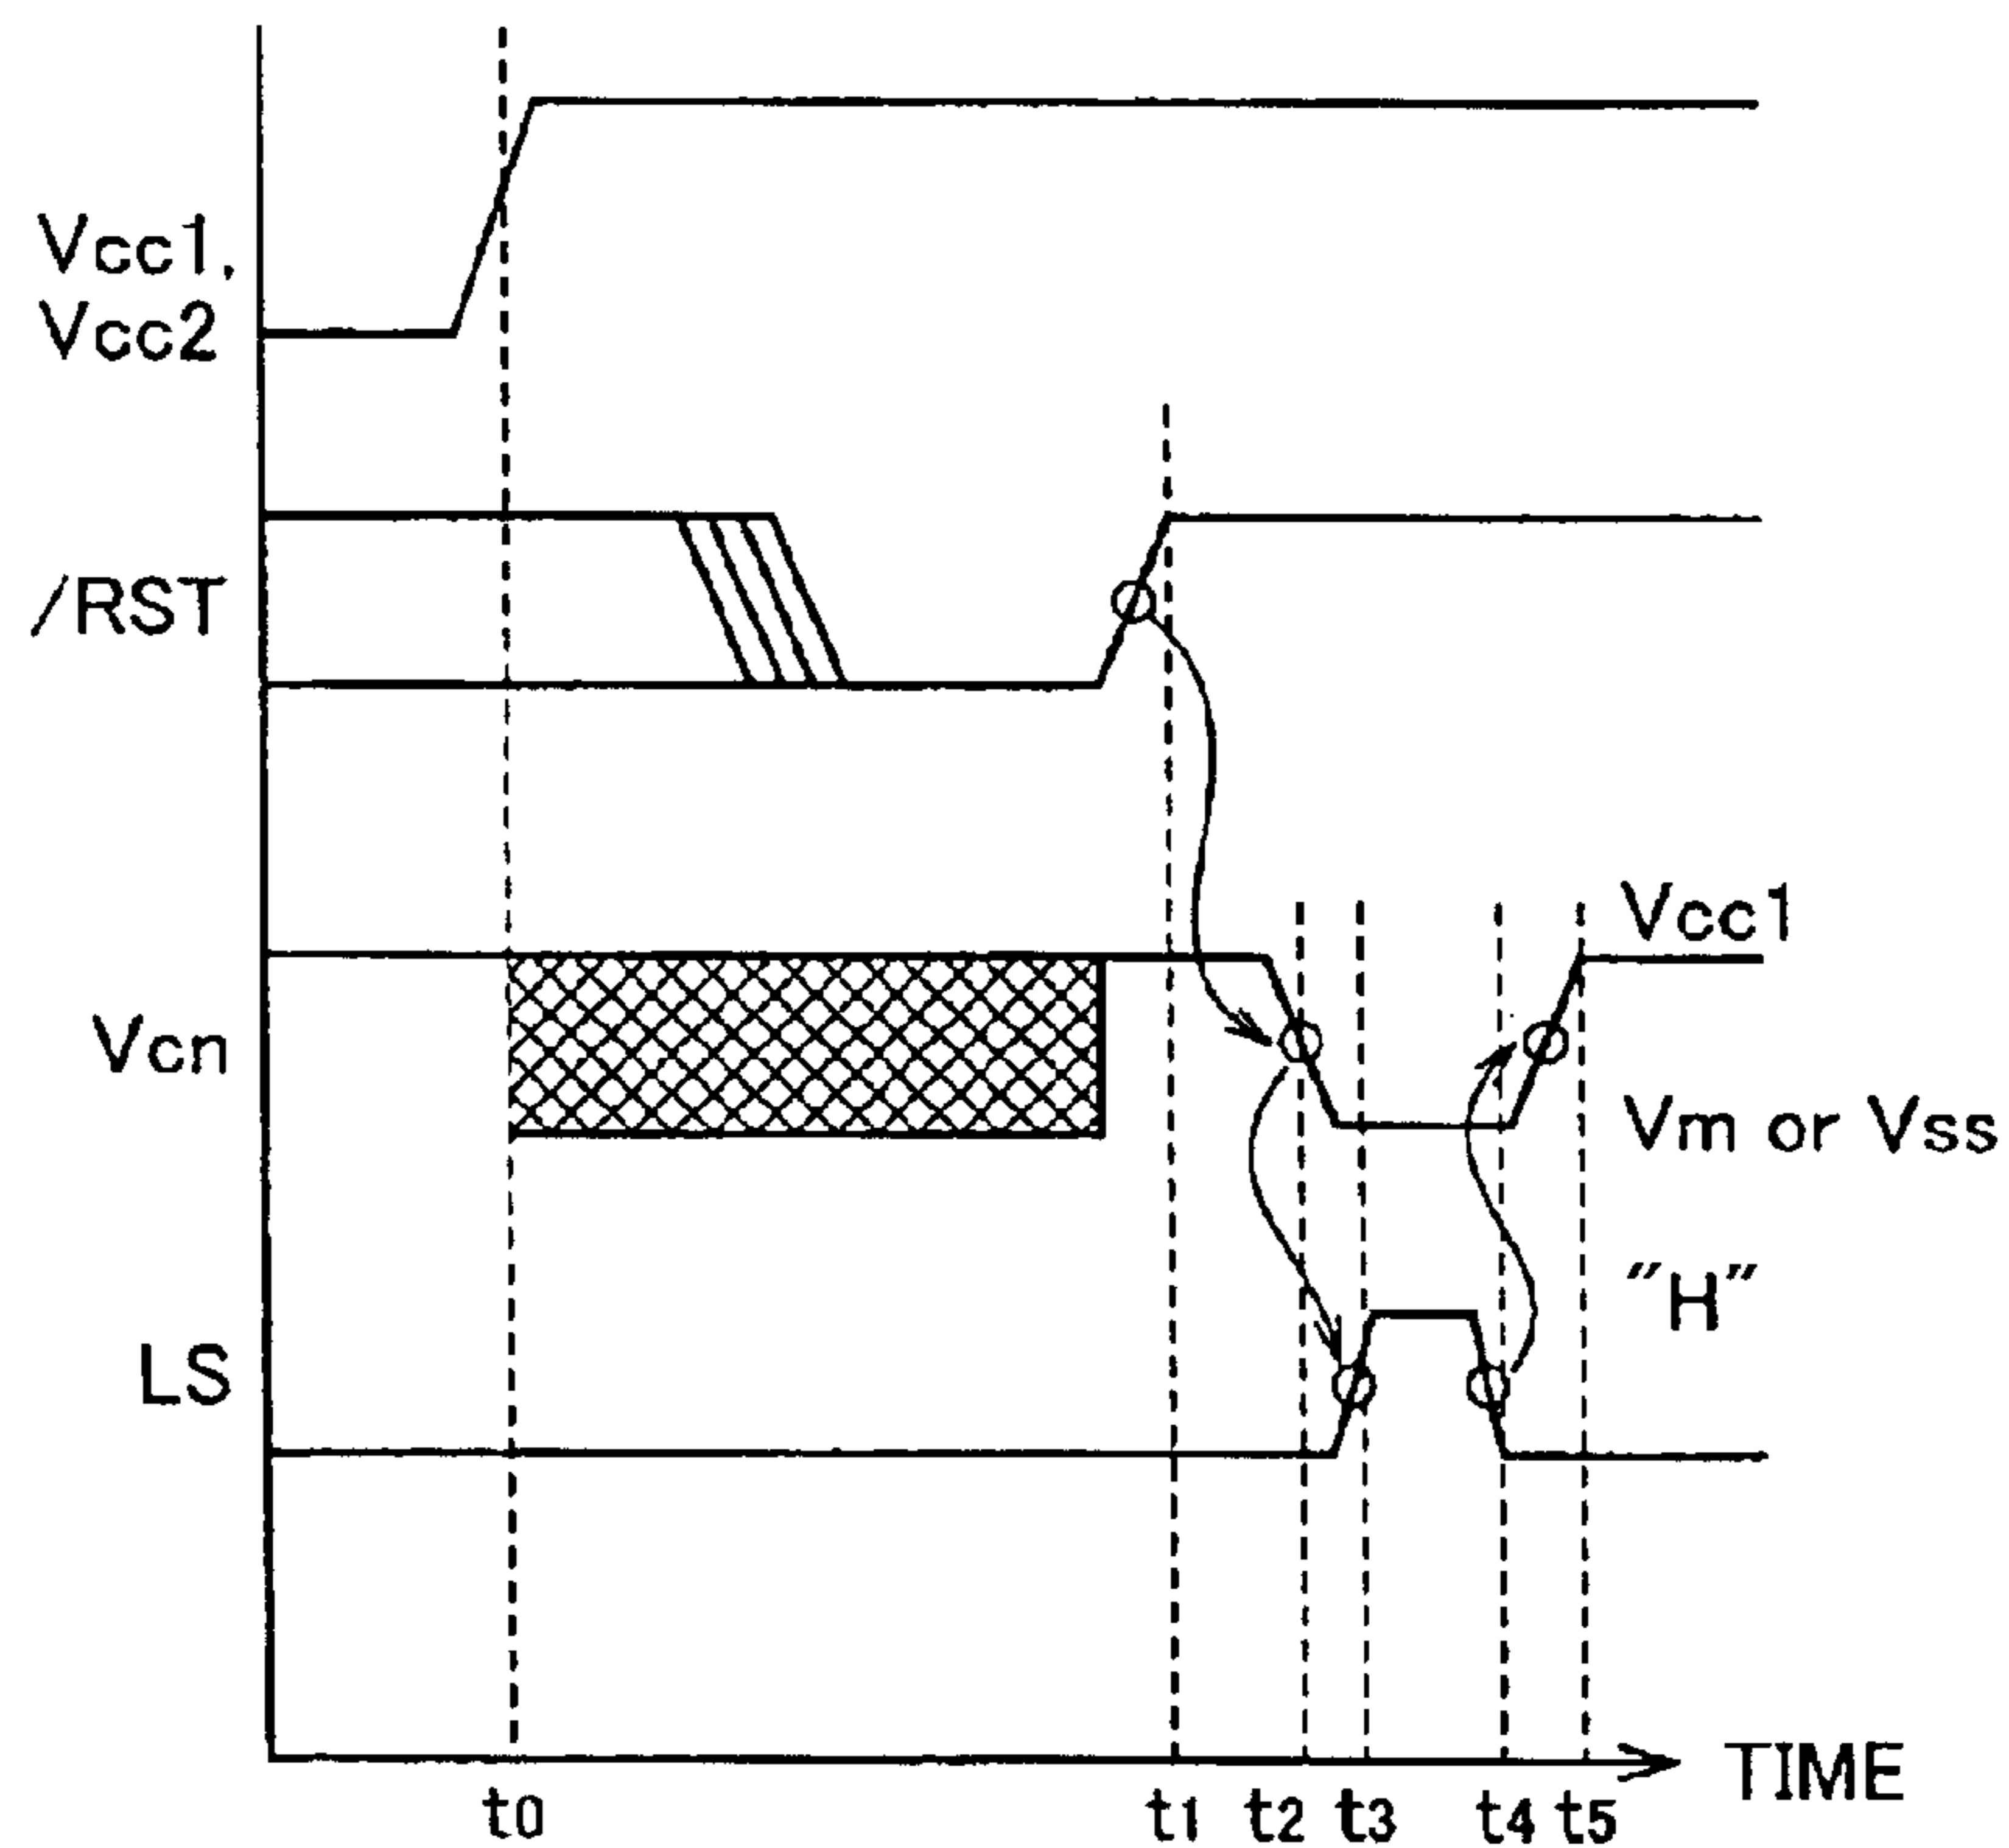 Vcc1,
Vcc2
/RST
Vcc1
Vcn
Vm or Vss
"H"
LS
TIME
t0 t1 t2 t3 t4 t5